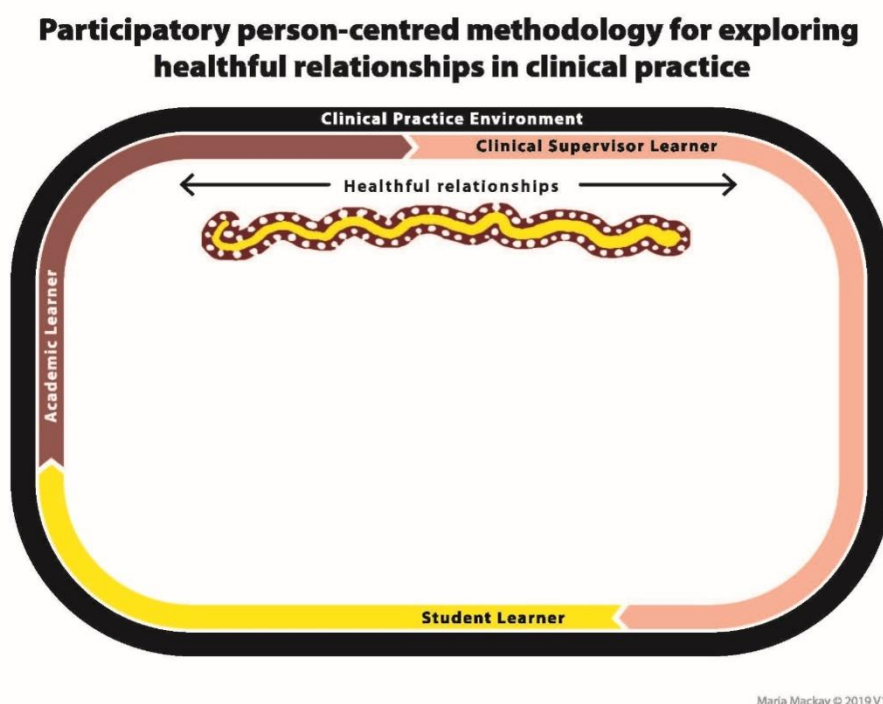 Participatory person-centred methodology for exploring
healthful relationships in clinical practice
Clinical Practice Environment
Clinical Supervisor Learner
Healthful relationships
Academic Learner
Student Learner
Maria Mackay © 2019